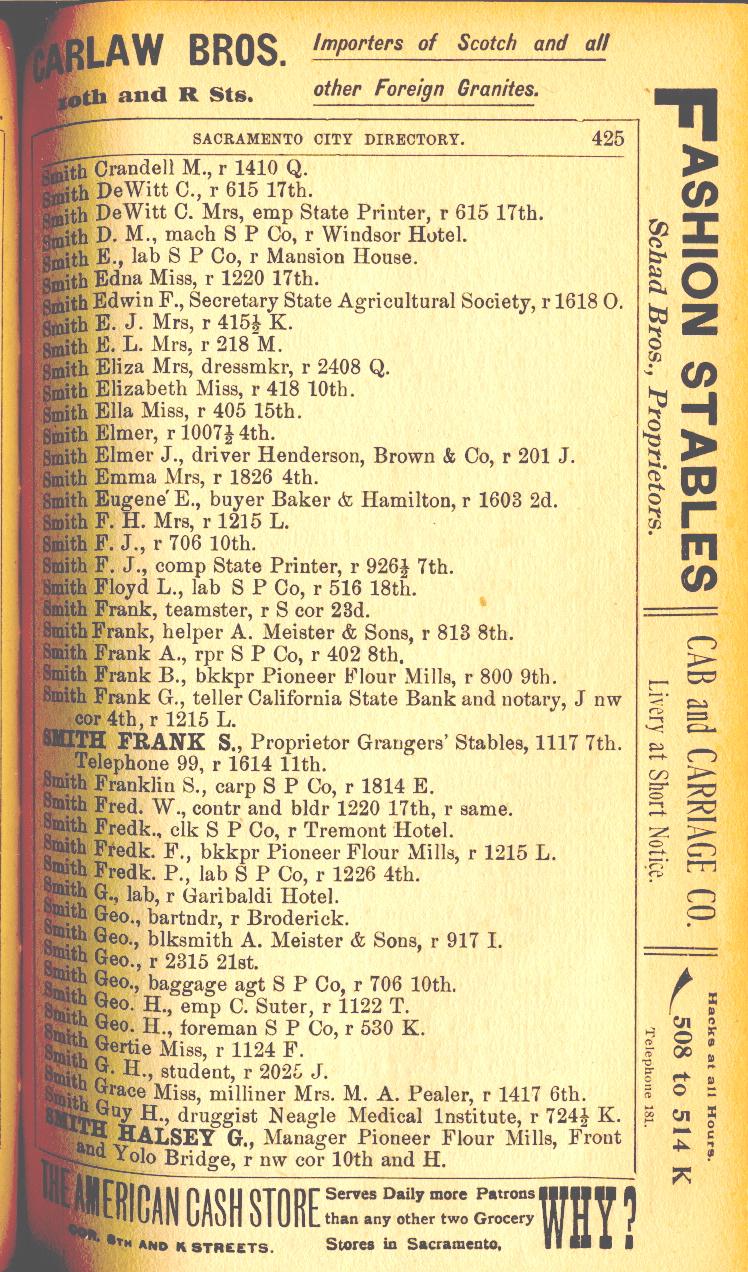 CARLAW BROS.
10th and R Sts.
Importers of Scotch and all
other Foreign Granites.
SACRAMENTO CITY DIRECTORY. 425
Smith Crandell M., r 1410 Q.
Smith DeWitt C., r 615 17th.
Smith DeWitt C. Mrs, emp State Printer, r 615 17th.
Smith D. M., mach S P Co, r Windsor Hotel.
Smith E., lab S P Co, r Mansion House.
Smith Edna Miss, r 1220 17th.
Smith Edwin F., Secretary State Agricultural Society, r 1618 O.
Smith E. J. Mrs, r 415½ K.
Smith E. L. Mrs, r 218 M.
Smith Eliza Mrs, dressmkr, r 2408 Q.
Smith Elizabeth Miss, r 418 10th.
Smith Ella Miss, r 405 15th.
Smith Elmer, r 1007½ 4th.
Smith Elmer J., driver Henderson, Brown & Co, r 201 J.
Smith Emma Mrs, r 1826 4th.
Smith Eugene E., buyer Baker & Hamilton, r 1603 2d.
Smith F. H. Mrs, r 1215 L.
Smith F. J., r 706 10th.
Smith F. J., comp State Printer, r 926½ 7th.
Smith Floyd L., lab S P Co, r 516 18th.
Smith Frank, teamster, r S cor 23d.
Smith Frank, helper A. Meister & Sons, r 813 8th.
Smith Frank A., rpr S P Co, r 402 8th.
Smith Frank B., bkkpr Pioneer Flour Mills, r 800 9th.
Smith Frank G., teller California State Bank and notary, J nw
cor 4th, r 1215 L.
SMITH FRANK S., Proprietor Grangers' Stables, 1117 7th.
Telephone 99, r 1614 11th.
Smith Franklin S., carp S P Co, r 1814 E.
Smith Fred. W., contr and bldr 1220 17th, r same.
Smith Fredk., clk S P Co, r Tremont Hotel.
Smith Fredk. F., bkkpr Pioneer Flour Mills, r 1215 L.
Smith Fredk. P., lab S P Co, r 1226 4th.
Smith G., lab, r Garibaldi Hotel.
Smith Geo., bartndr, r Broderick.
Smith Geo., blksmith A. Meister & Sons, r 917 I.
Smith Geo., r 2315 21st.
Smith Geo., baggage agt S P Co, r 706 10th.
Smith Geo. H., emp C. Suter, r 1122 T.
Smith Geo. H., foreman S P Co, r 530 K.
Smith Gertie Miss, r 1124 F.
Smith G. H., student, r 2025 J.
Smith Grace Miss, milliner Mrs. M. A. Pealer, r 1417 6th.
Smith Guy H., druggist Neagle Medical Institute, r 724½ K.
SMITH HALSEY G., Manager Pioneer Flour Mills, Front
and Yolo Bridge, r nw cor 10th and H.
THE AMERICAN CASH STORE
COR. 8TH AND K STREETS.
Serves Daily more Patrons
than any other two Grocery
Stores in Sacramento,
WHY?
FASHION STABLES
Schad Bros., Proprietors.
CAB and CARRIAGE CO.
Livery at Short Notice.
Hacks at all Hours.
508 to 514 K
Telephone 181.